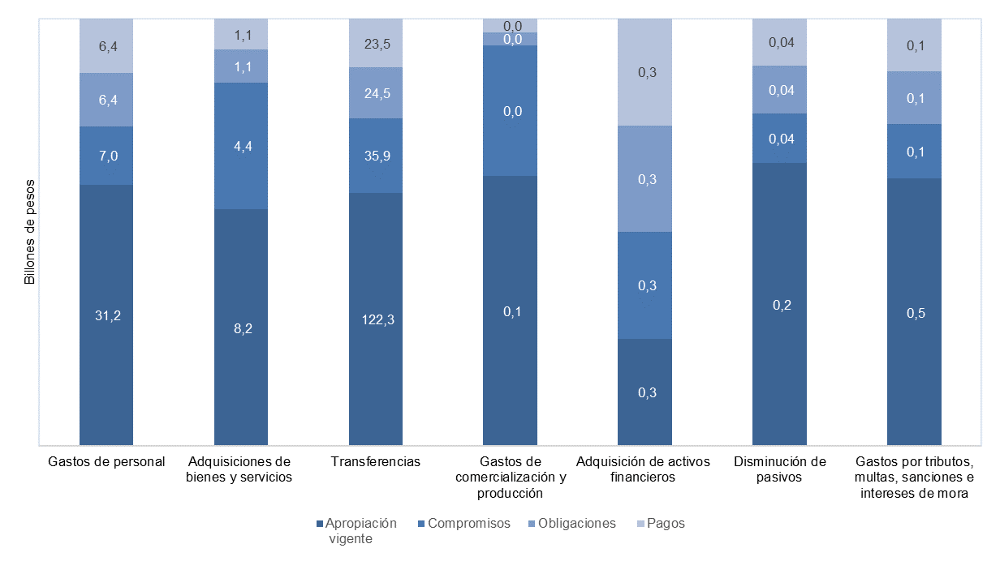 Billones de pesos
6,4
6,4
7,0
31,2
1,1
1,1
4,4
8,2
23,5
24,5
35,9
122,3
0,0
0,0
0,0
0,1
0,3
0,3
0,3
0,3
0,04
0,04
0,04
0,2
0,1
0,1
0,1
0,5
Gastos de personal
Adquisiciones de
bienes y servicios
Transferencias
Gastos de
comercialización y
producción
Adquisición de activos
financieros
Disminución de
pasivos
Gastos por tributos,
multas, sanciones e
intereses de mora
Apropiación
vigente
Compromisos
Obligaciones
Pagos